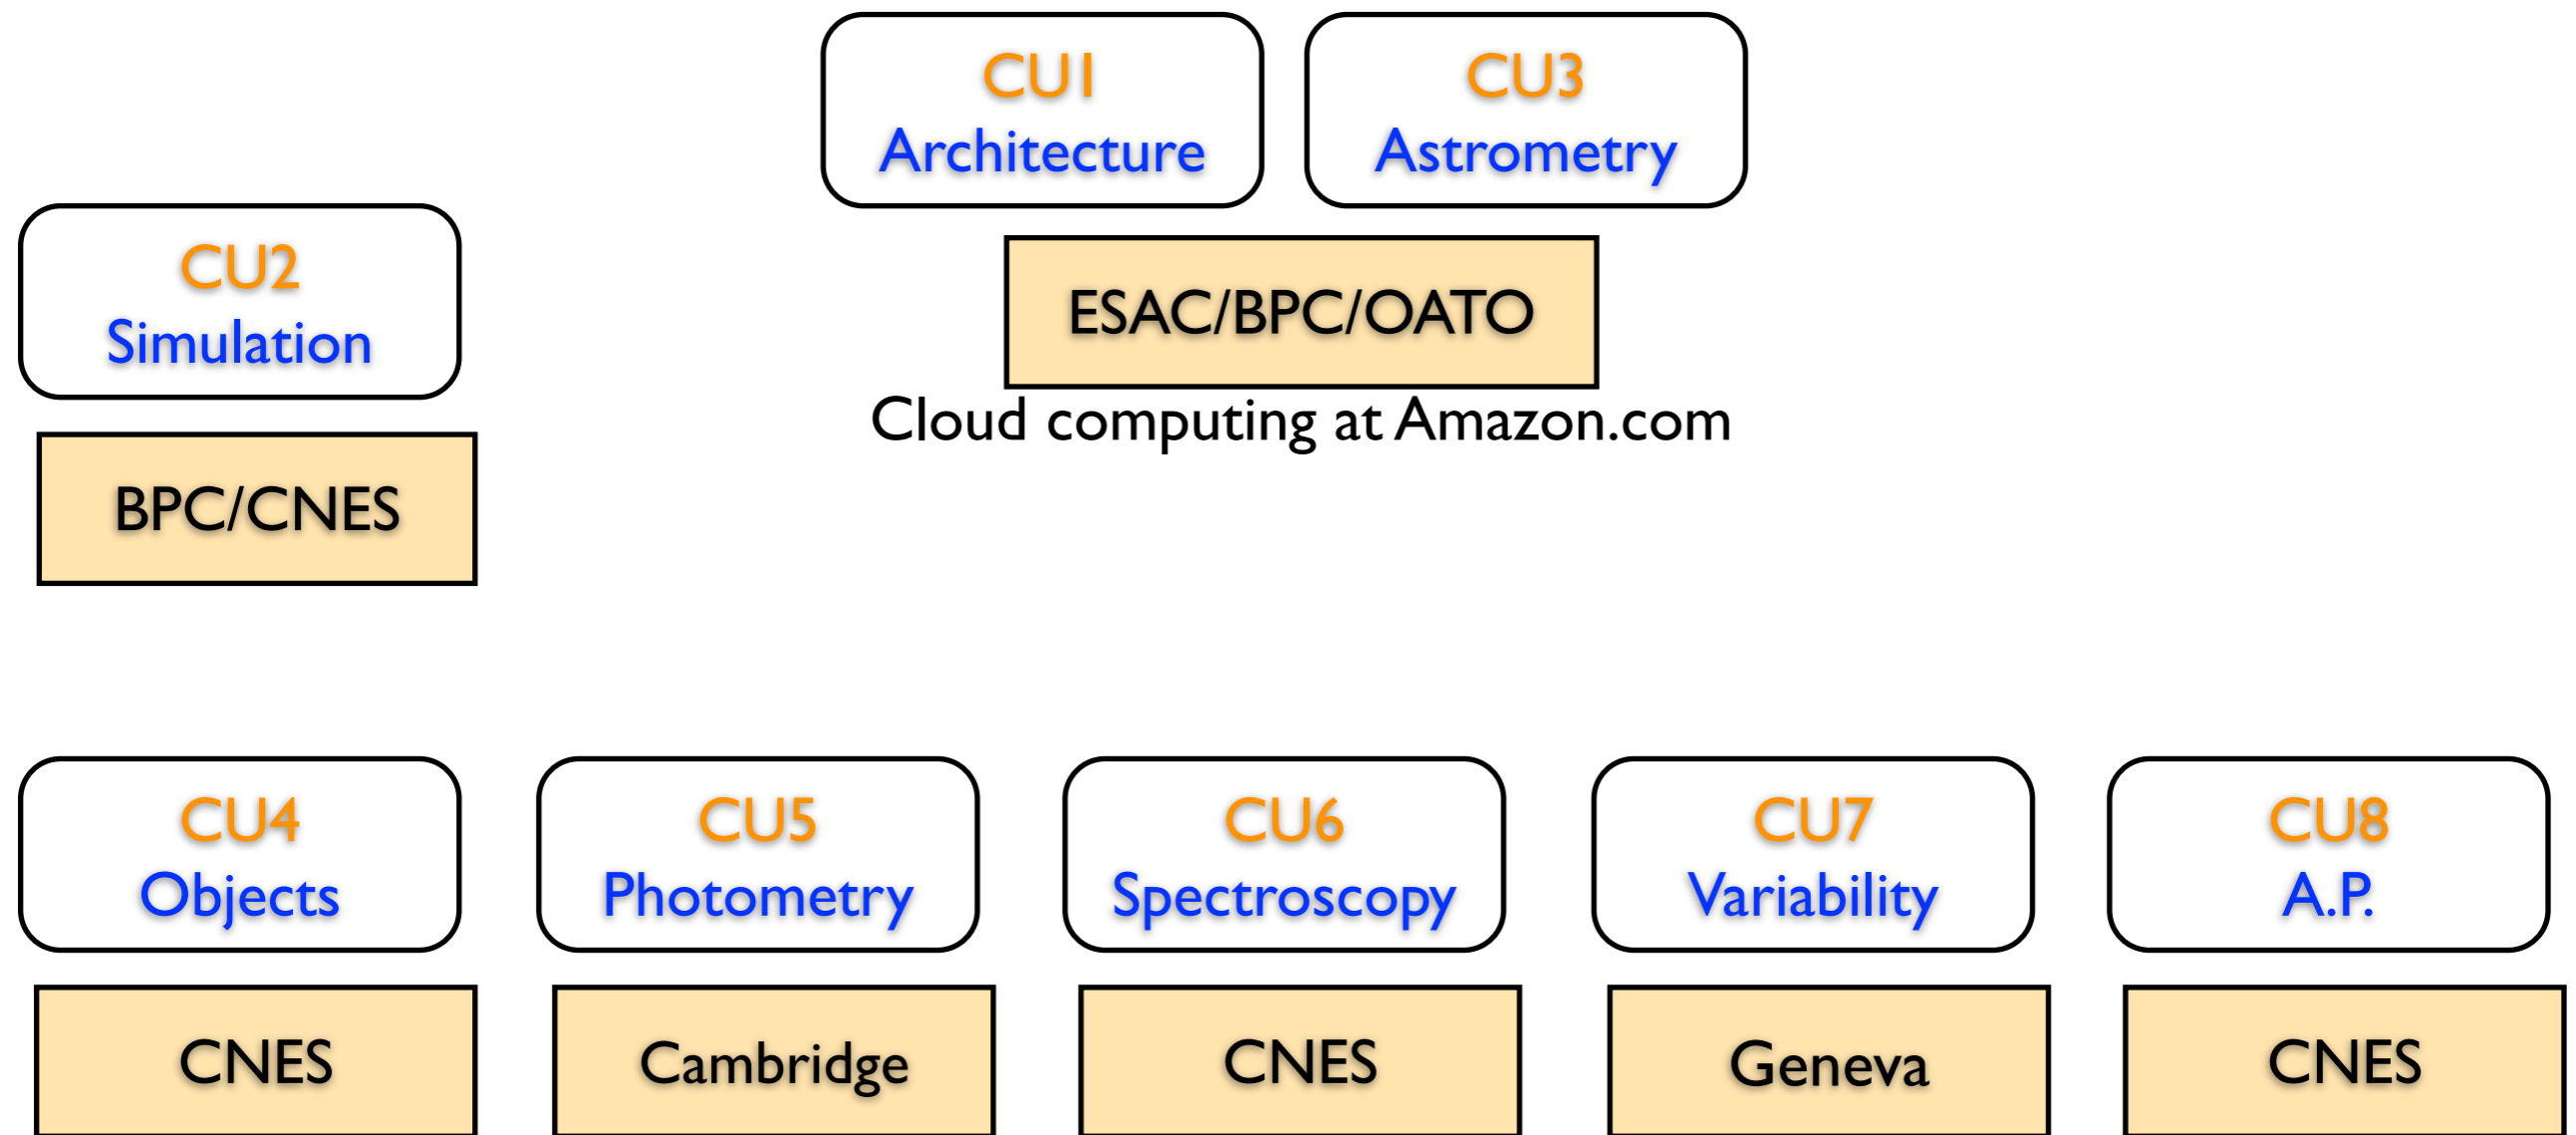 CU1
Architecture
CU3
Astrometry
ESAC/BPC/OATO
Cloud computing at Amazon.com
CU2
Simulation
BPC/CNES
CU4
Objects
CNES
CU5
Photometry
Cambridge
CU6
Spectroscopy
CNES
CU7
Variability
Geneva
CU8
A.P.
CNES